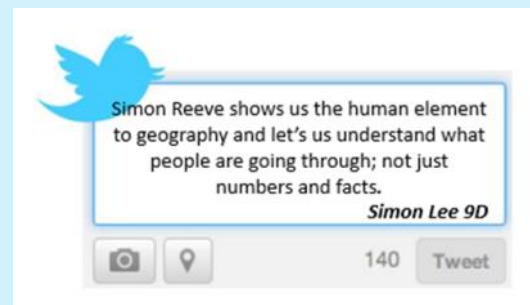 Simon Reeve shows us the human element
to geography and let's us understand what
people are going through; not just
numbers and facts.
Simon Lee 9D
140 Tweet